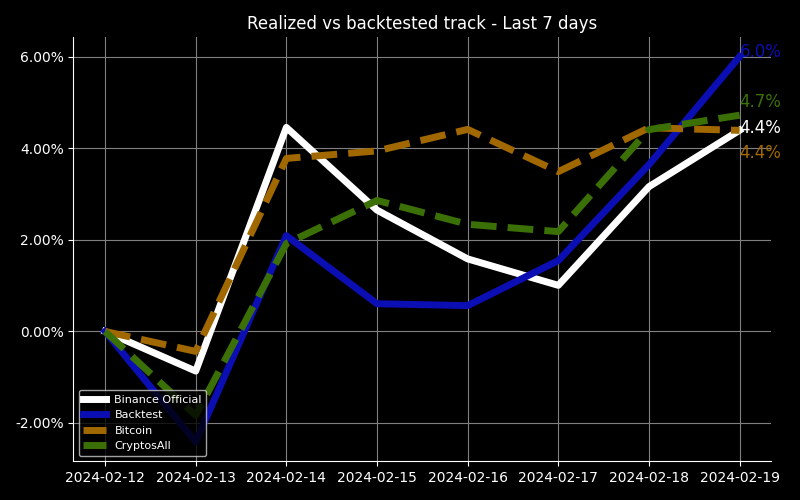 Realized vs backtested track - Last 7 days
6.00%
4.00%
2.00%
0.00%
-2.00%
6.0%
4.7%
4.4%
4.4%
Binance Official
Backtest
Bitcoin
CryptosAll
2024-02-12 2024-02-13 2024-02-14 2024-02-15 2024-02-16 2024-02-17 2024-02-18 2024-02-19